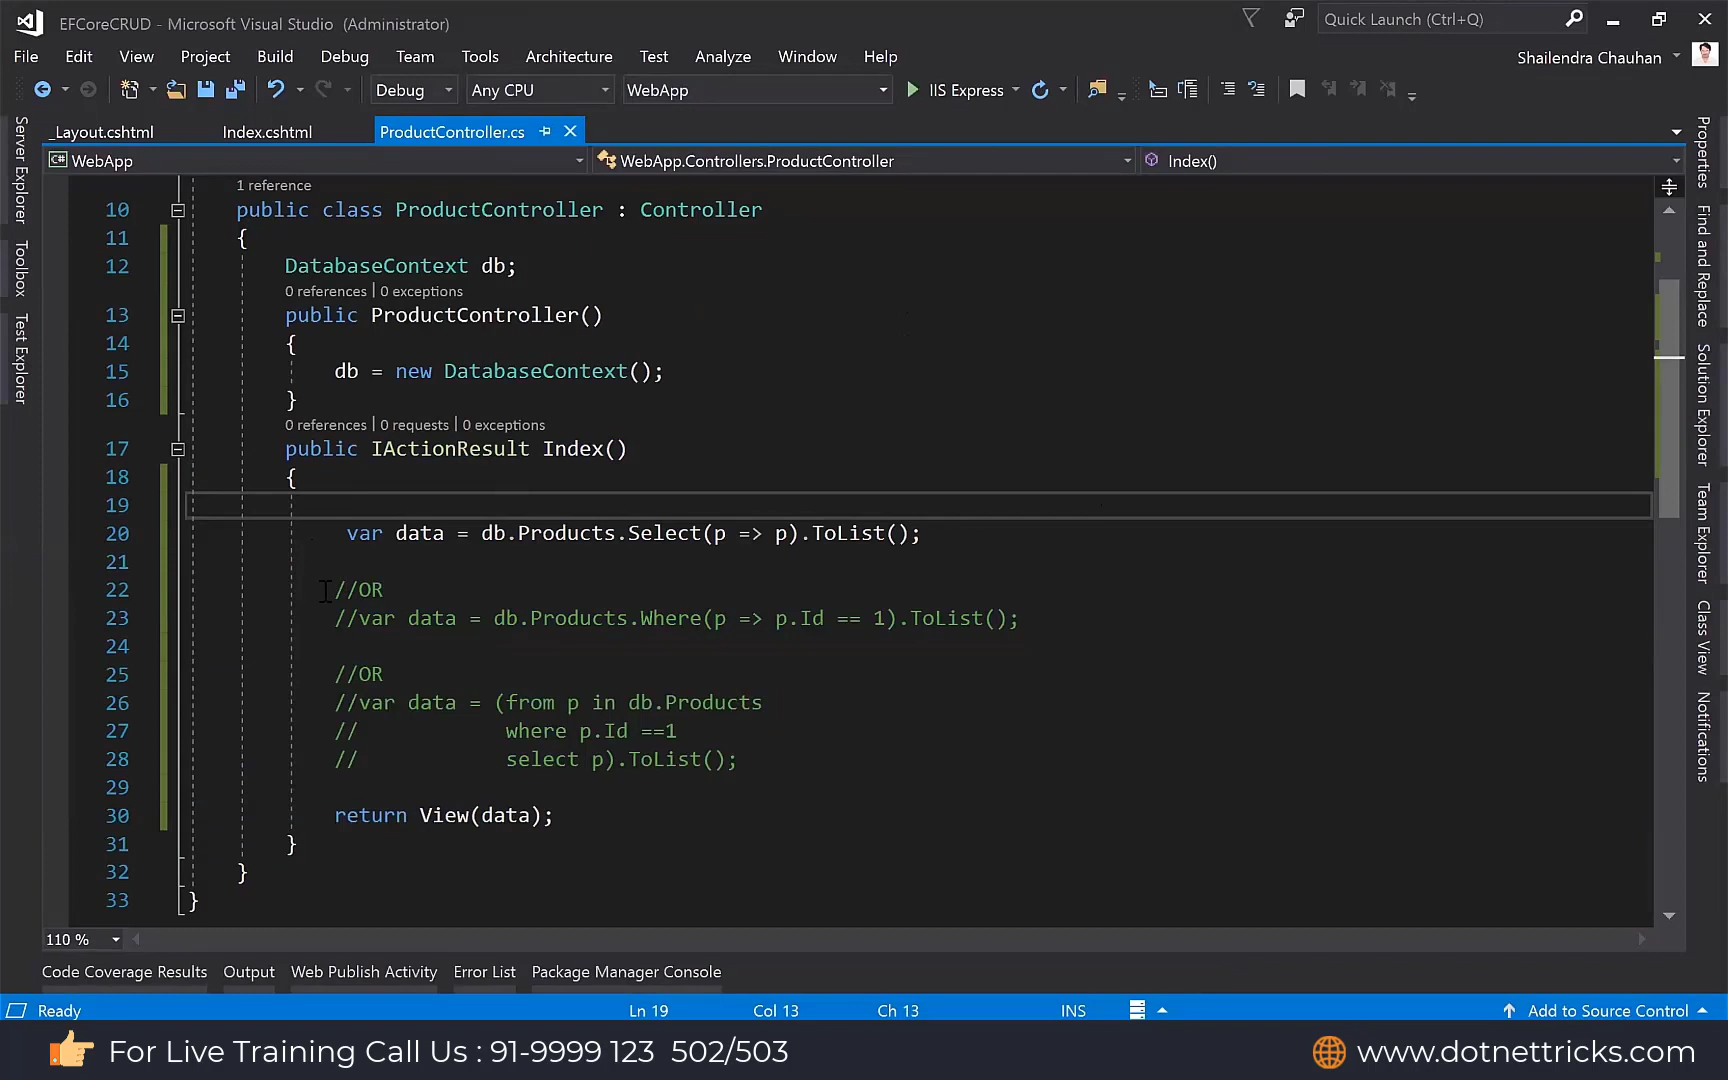 EFCoreCRUD - Microsoft Visual Studio (Administrator)
Quick Launch (Ctrl+Q)
File Edit View Project Build Debug Team Tools Architecture Test Analyze Window Help
Shailendra Chauhan
Debug Any CPU WebApp IIS Express
_Layout.cshtml Index.cshtml ProductController.cs
C# WebApp WebApp.Controllers.ProductController Index()
Server Explorer
Toolbox
Test Explorer
1 reference
10 public class ProductController : Controller
11 {
12 DatabaseContext db;
0 references | 0 exceptions
13 public ProductController()
14 {
15 db = new DatabaseContext();
16 }
0 references | 0 requests | 0 exceptions
17 public IActionResult Index()
18 {
19
20 var data = db.Products.Select(p => p).ToList();
21
22 //OR
23 //var data = db.Products.Where(p => p.Id == 1).ToList();
24
25 //OR
26 //var data = (from p in db.Products
27 // where p.Id ==1
28 // select p).ToList();
29
30 return View(data);
31 }
32 }
33 }
Properties
Find and Replace
Solution Explorer
Team Explorer
Class View
Notifications
110 %
Code Coverage Results Output Web Publish Activity Error List Package Manager Console
Ready Ln 19 Col 13 Ch 13 INS Add to Source Control
For Live Training Call Us : 91-9999 123 502/503 www.dotnettricks.com